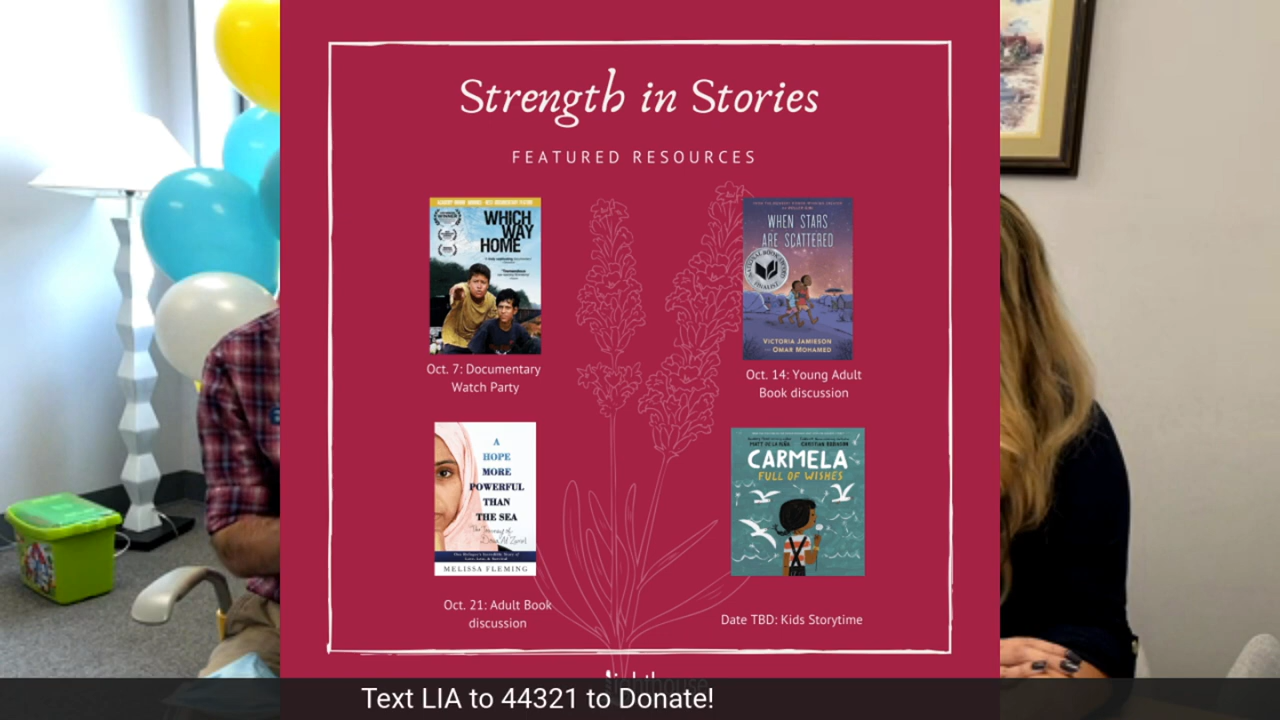 Strength in Stories
FEATURED RESOURCES
WHICH
WAY
HOME
Oct. 7: Documentary
Watch Party
WHEN STARS
ARE SCATTERED
VICTORIA JAMIESON
OMAR MOHAMED
Oct. 14: Young Adult
Book discussion
A
HOPE
MORE
POWERFUL
THAN
THE SEA
MELISSA FLEMING
Oct. 21: Adult Book
discussion
CARMELA
FULL OF WISHES
Date TBD: Kids Storytime
lighthouse
Text LIA to 44321 to Donate!